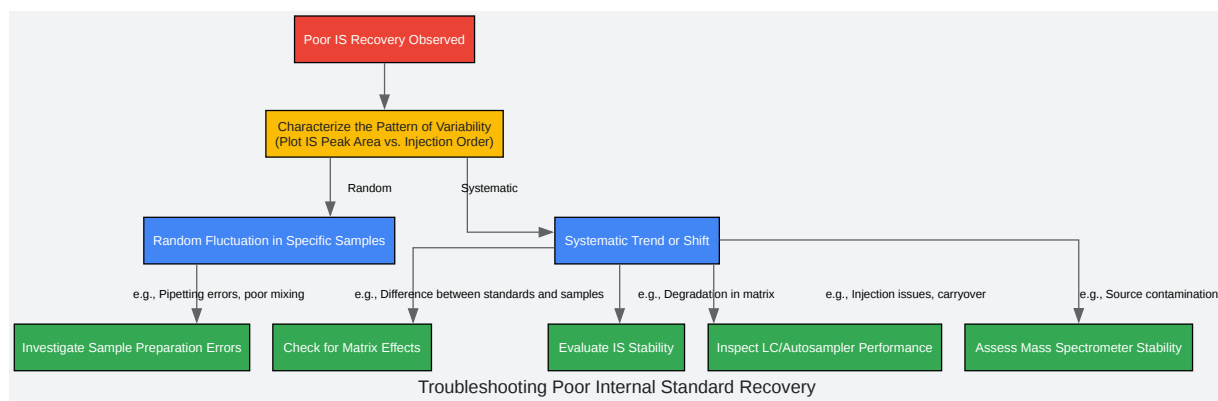 Poor IS Recovery Observed
Characterize the Pattern of Variability
(Plot IS Peak Area vs. Injection Order)
Random
Systematic
Random Fluctuation in Specific Samples
Systematic Trend or Shift
e.g., Pipetting errors, poor mixing
e.g., Difference between standards and samples
e.g., Degradation in matrix
e.g., Injection issues, carryover
e.g., Source contamination
Investigate Sample Preparation Errors
Check for Matrix Effects
Evaluate IS Stability
Inspect LC/Autosampler Performance
Assess Mass Spectrometer Stability
Troubleshooting Poor Internal Standard Recovery